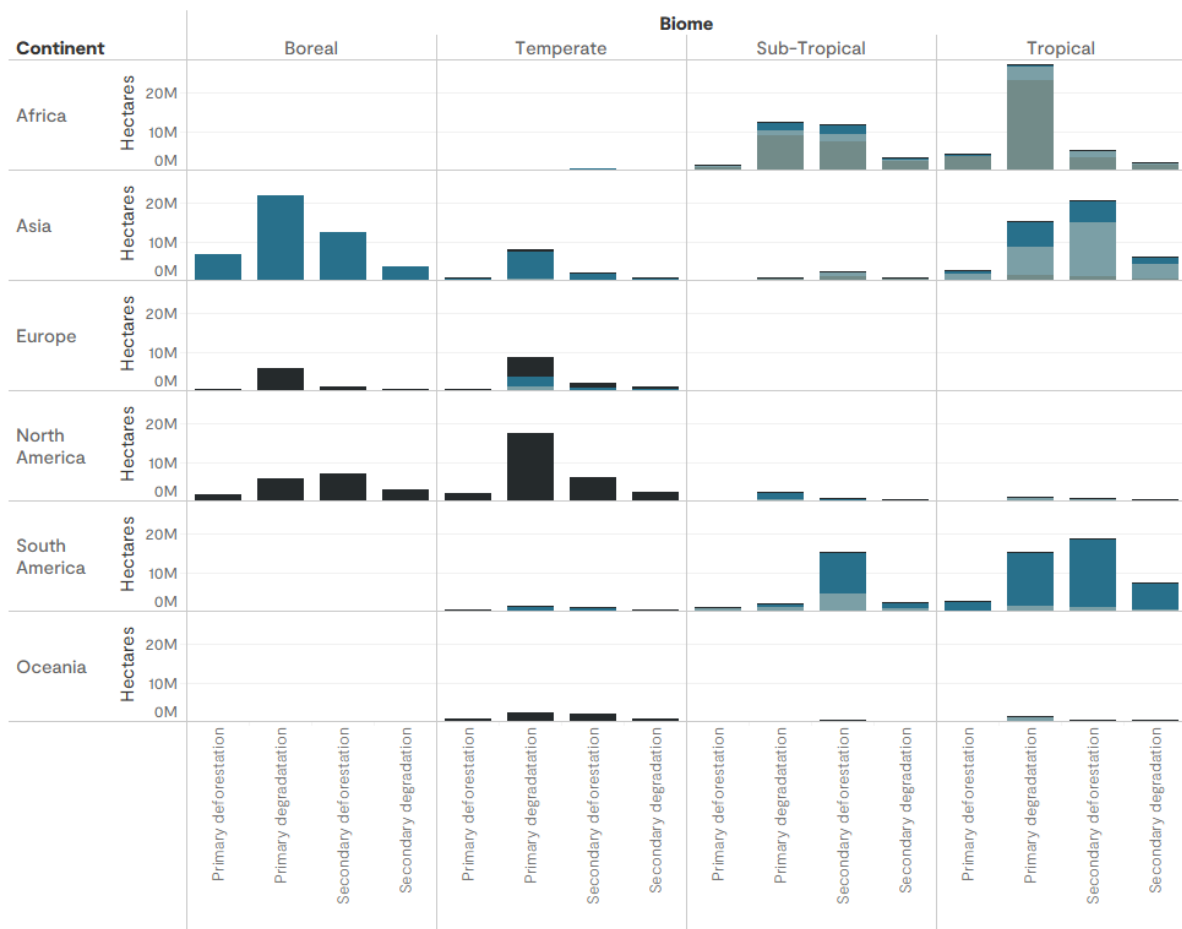 Biome
Continent Boreal Temperate Sub-Tropical Tropical
Africa
Hectares
20M
10M
0M
Asia
Hectares
20M
10M
0M
Europe
Hectares
20M
10M
0M
North
America
Hectares
20M
10M
0M
South
America
Hectares
20M
10M
0M
Oceania
Hectares
20M
10M
0M
Primary deforestation
Primary degradatation
Secondary deforestation
Secondary degradation
Primary deforestation
Primary degradation
Secondary deforestation
Secondary degradation
Primary deforestation
Primary degradation
Secondary deforestation
Secondary degradation
Primary deforestation
Primary degradation
Secondary deforestation
Secondary degradation